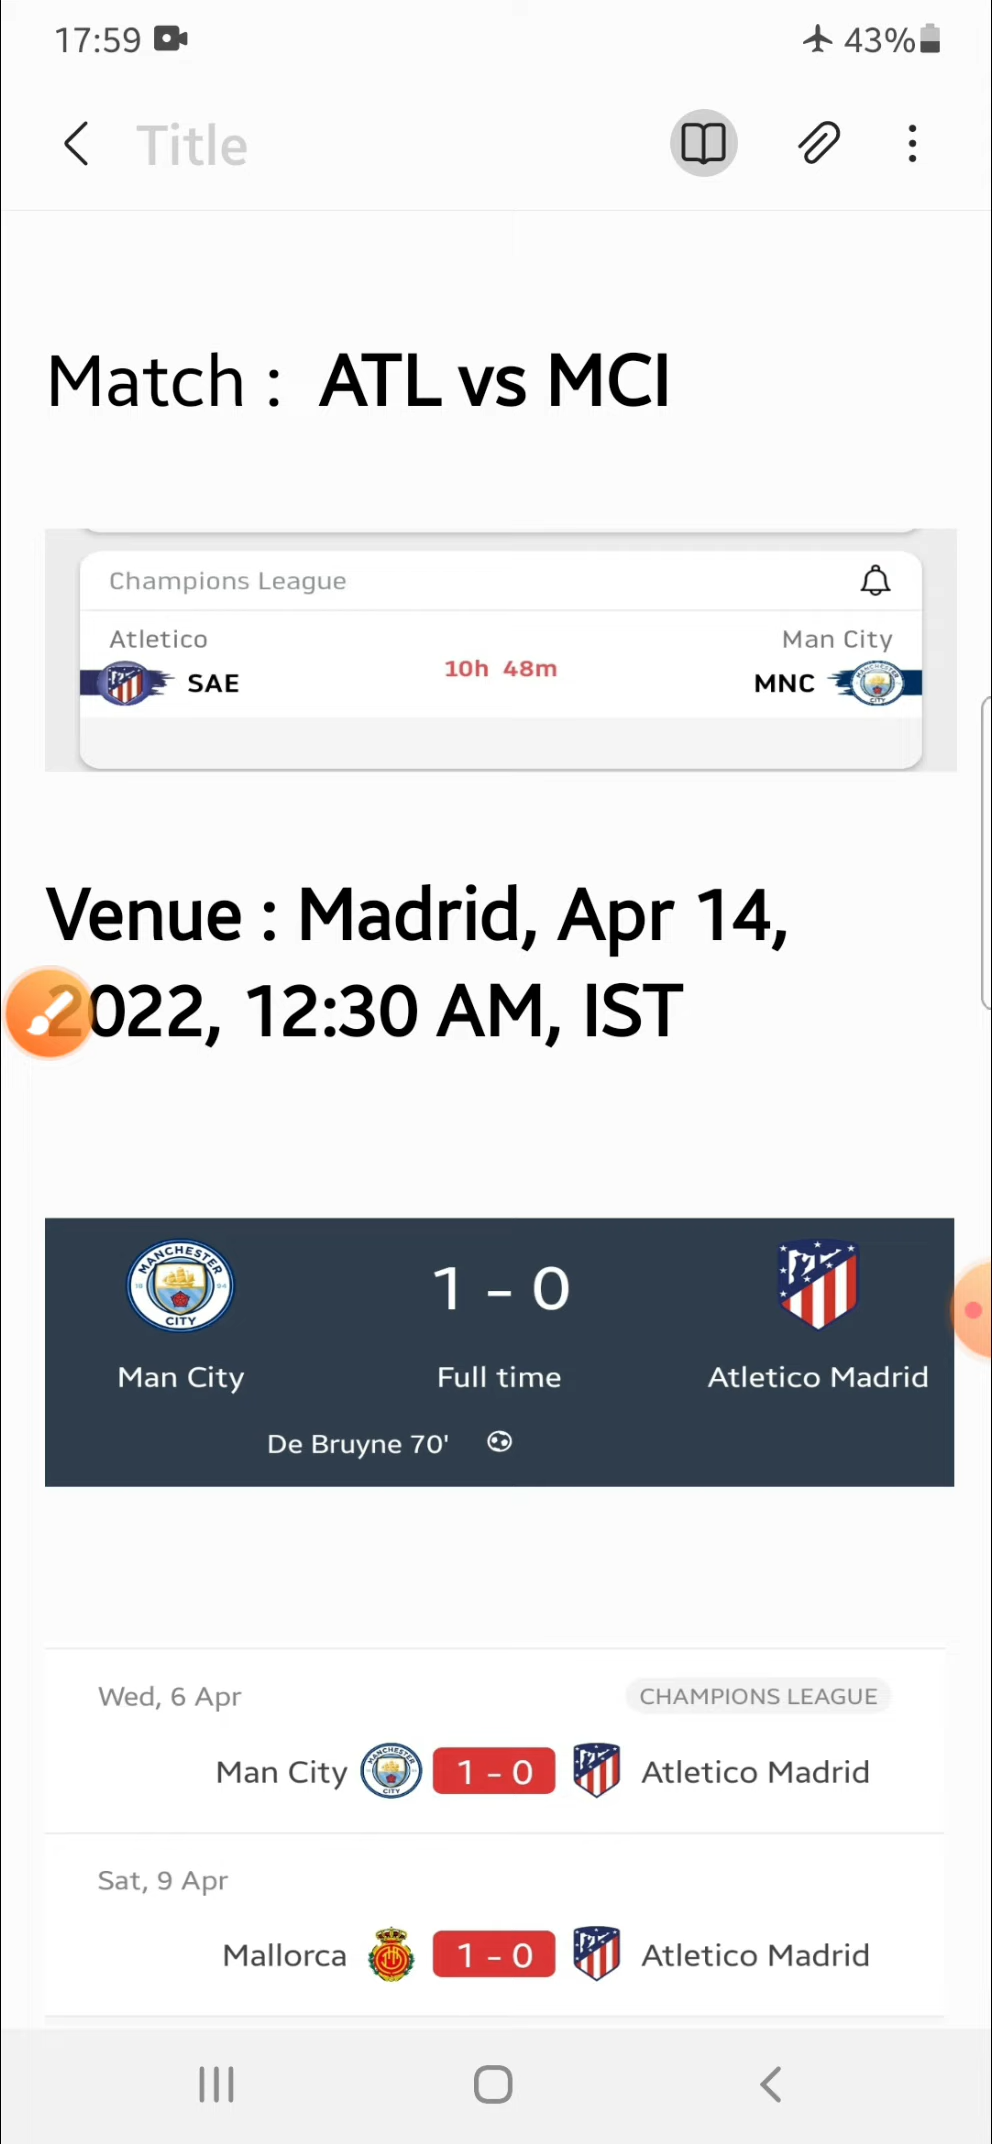 17:59 43%
Title
Match : ATL vs MCI
Champions League
Atletico Man City
SAE 10h 48m MNC
Venue : Madrid, Apr 14,
2022, 12:30 AM, IST
MANCHESTER CITY 1 - 0
Man City Full time Atletico Madrid
De Bruyne 70'
Wed, 6 Apr CHAMPIONS LEAGUE
Man City 1 - 0 Atletico Madrid
Sat, 9 Apr
Mallorca 1 - 0 Atletico Madrid